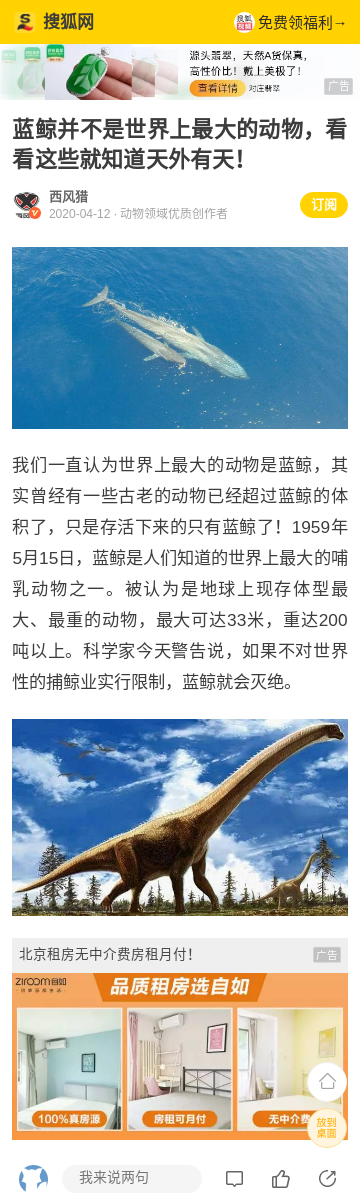 搜狐网
搜狐视频
免费领福利→
源头翡翠，天然A货保真，
高性价比！戴上美极了！
查看详情
对庄翡翠
广告
蓝鲸并不是世界上最大的动物，看
看这些就知道天外有天！
西风猎
2020-04-12 · 动物领域优质创作者
订阅
我们一直认为世界上最大的动物是蓝鲸，其
实曾经有一些古老的动物已经超过蓝鲸的体
积了，只是存活下来的只有蓝鲸了！1959年
5月15日，蓝鲸是人们知道的世界上最大的哺
乳动物之一。被认为是地球上现存体型最
大、最重的动物，最大可达33米，重达200
吨以上。科学家今天警告说，如果不对世界
性的捕鲸业实行限制，蓝鲸就会灭绝。
北京租房无中介费房租月付！
广告
ZIROOM自如
品质租房选自如
100%真房源
房租可月付
无中介费
放到
桌面
我来说两句